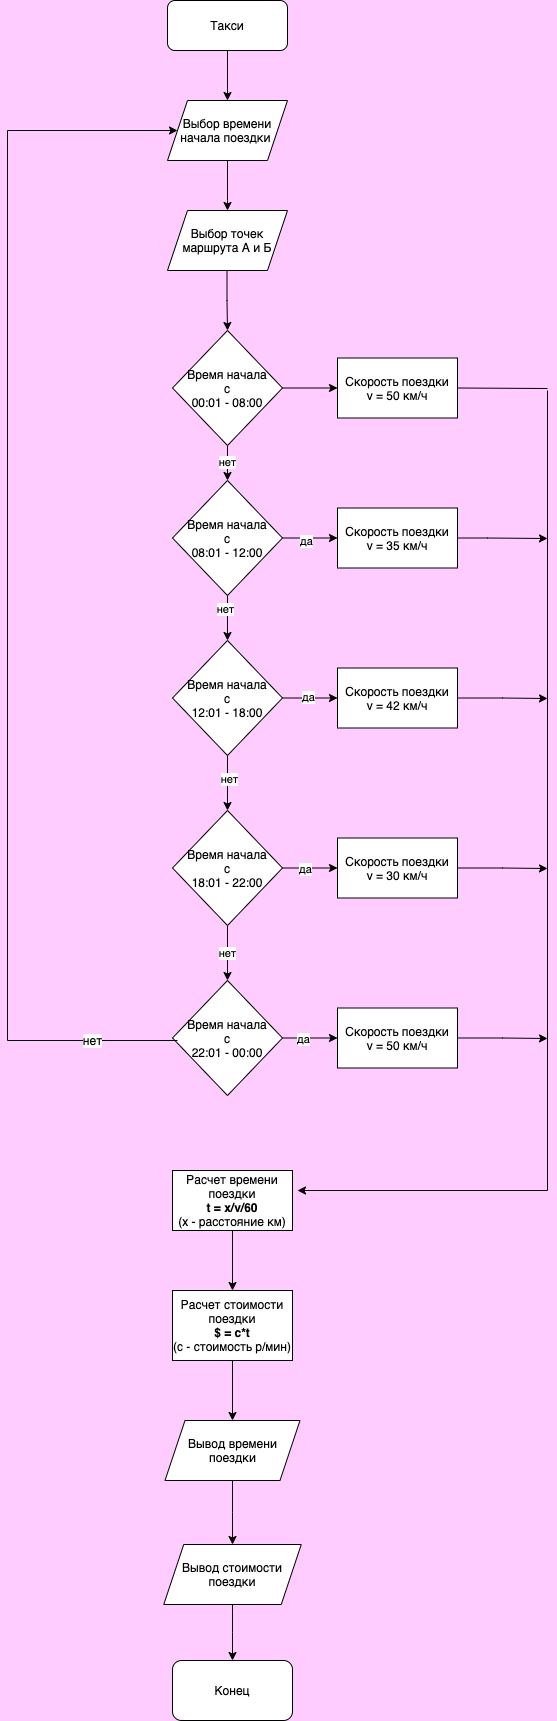 Такси
Выбор времени
начала поездки
Выбор точек
маршрута А и Б
Время начала
с
00:01 - 08:00
Скорость поездки
v = 50 км/ч
нет
Время начала
с
08:01 - 12:00
да
Скорость поездки
v = 35 км/ч
нет
Время начала
с
12:01 - 18:00
да
Скорость поездки
v = 42 км/ч
нет
Время начала
с
18:01 - 22:00
да
Скорость поездки
v = 30 км/ч
нет
Время начала
с
22:01 - 00:00
да
Скорость поездки
v = 50 км/ч
нет
Расчет времени
поездки
t = x/v/60
(х - расстояние км)
Расчет стоимости
поездки
$ = c*t
(с - стоимость р/мин)
Вывод времени
поездки
Вывод стоимости
поездки
Конец